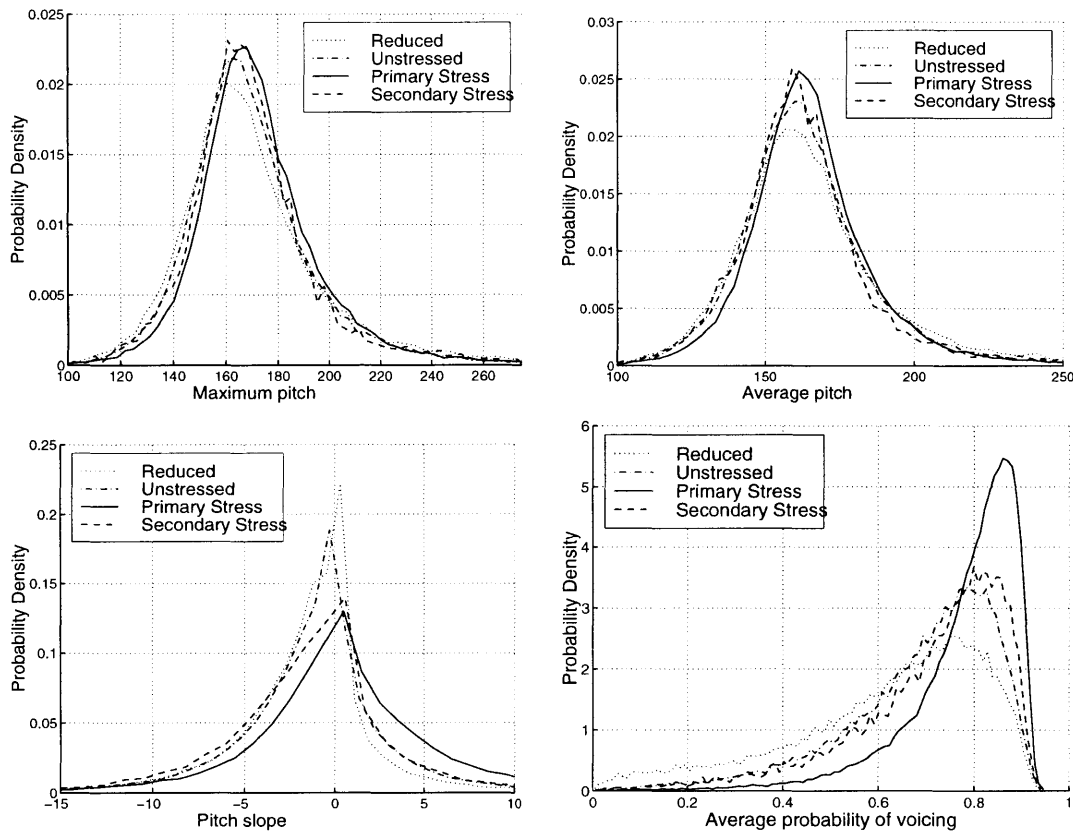 0.025
0.02
0.015
0.01
0.005
0
100 120 140 160 180 200 220 240 260
Probability Density
Maximum pitch
Reduced
Unstressed
Primary Stress
Secondary Stress
0.03
0.025
0.02
0.015
0.01
0.005
0
100 150 200 250
Probability Density
Average pitch
Reduced
Unstressed
Primary Stress
Secondary Stress
0.25
0.2
0.15
0.1
0.05
0
-15 -10 -5 0 5 10
Probability Density
Pitch slope
Reduced
Unstressed
Primary Stress
Secondary Stress
6
5
4
3
2
1
0
0 0.2 0.4 0.6 0.8 1
Probability Density
Average probability of voicing
Reduced
Unstressed
Primary Stress
Secondary Stress